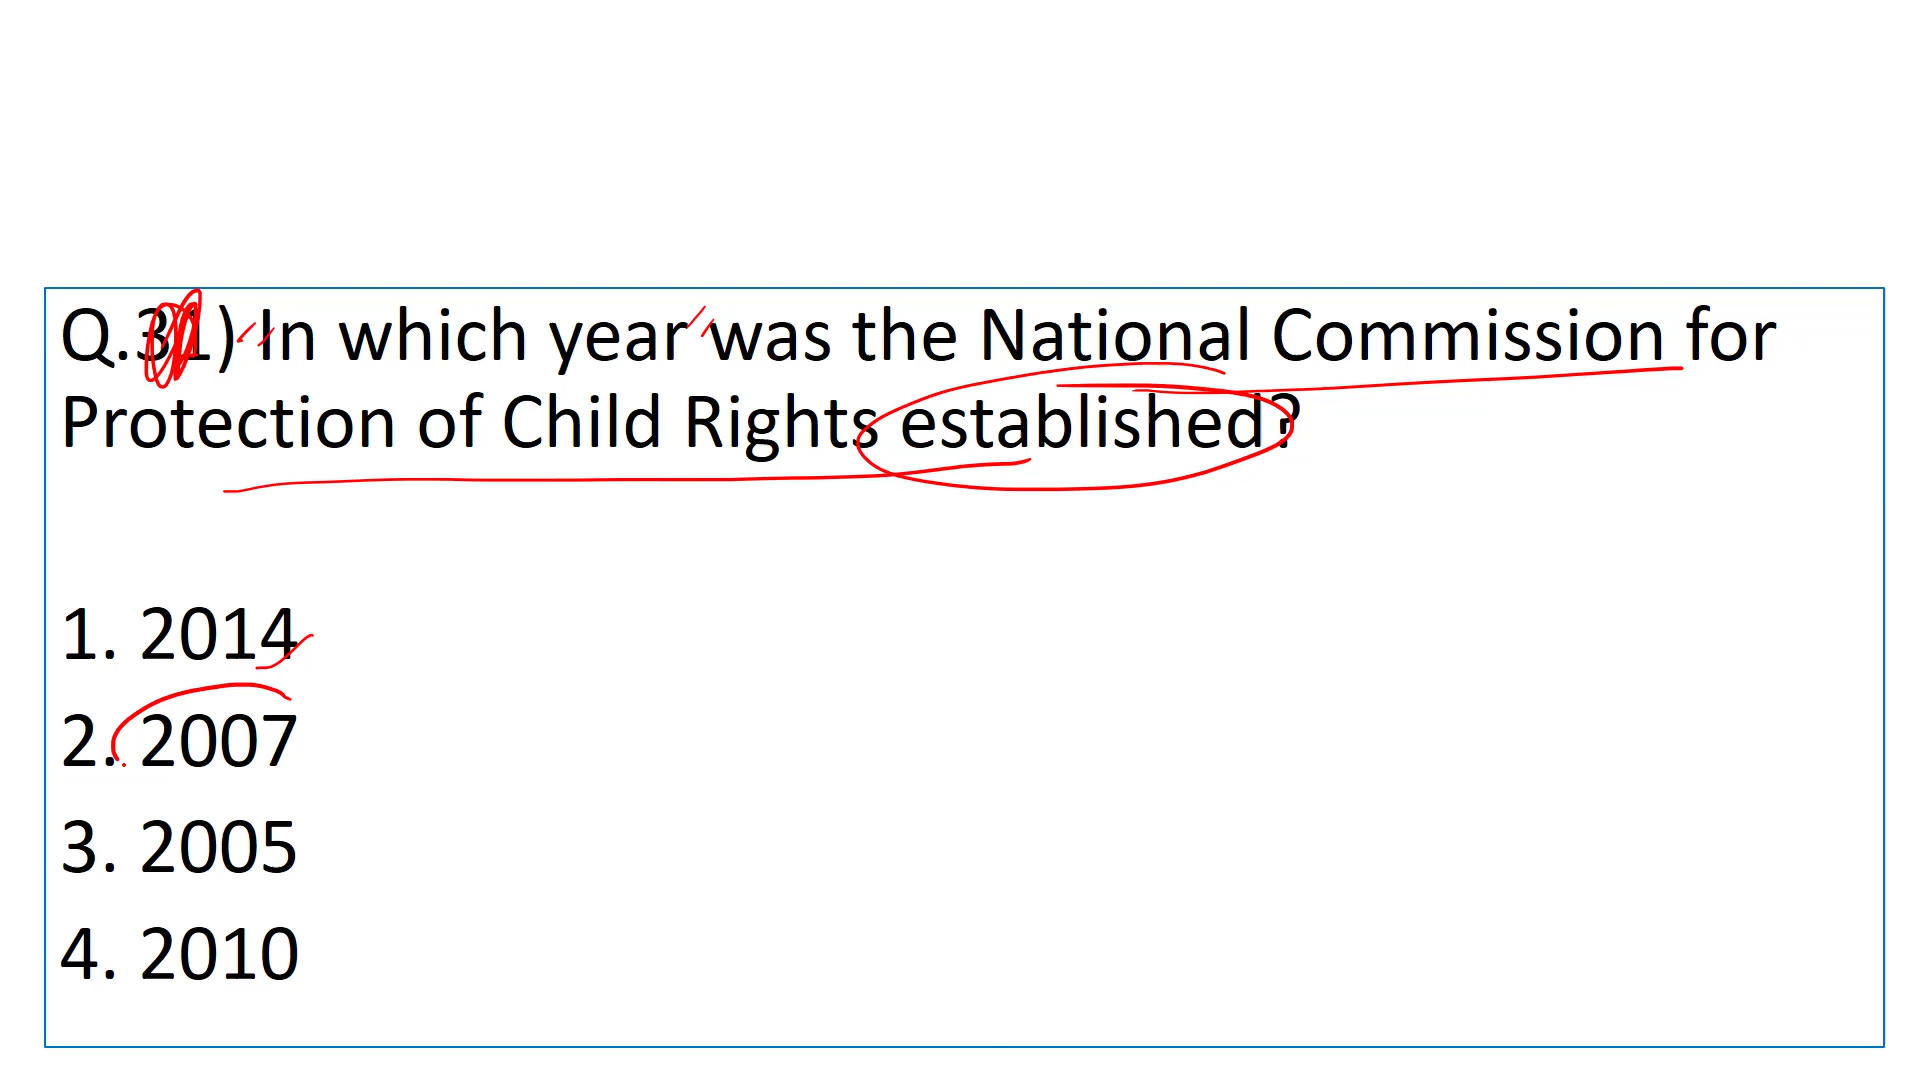 Q.31) In which year was the National Commission for
Protection of Child Rights established?
1. 2014
2. 2007
3. 2005
4. 2010